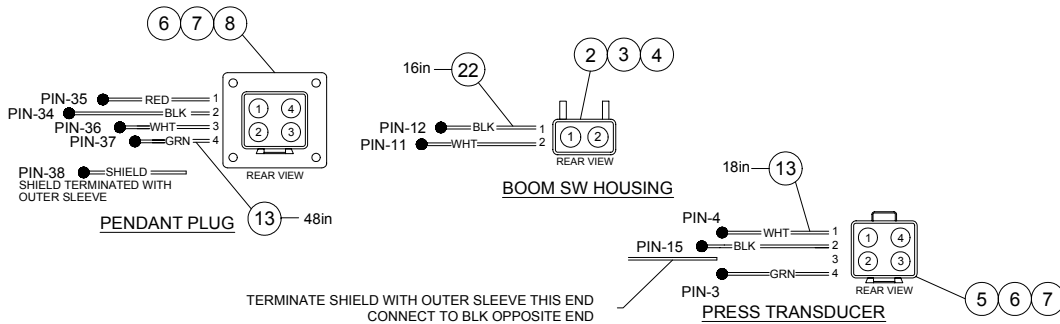 6 7 8
PIN-35 RED 1
PIN-34 BLK 2
PIN-36 WHT 3
PIN-37 GRN 4
1 4
2 3
REAR VIEW
PIN-38 SHIELD
SHIELD TERMINATED WITH
OUTER SLEEVE
PENDANT PLUG
13 48in
16in 22
2 3 4
PIN-12 BLK 1
PIN-11 WHT 2
1 2
REAR VIEW
BOOM SW HOUSING
18in 13
PIN-4 WHT 1
PIN-15 BLK 2
3
PIN-3 GRN 4
1 4
2 3
REAR VIEW
5 6 7
TERMINATE SHIELD WITH OUTER SLEEVE THIS END
CONNECT TO BLK OPPOSITE END
PRESS TRANSDUCER